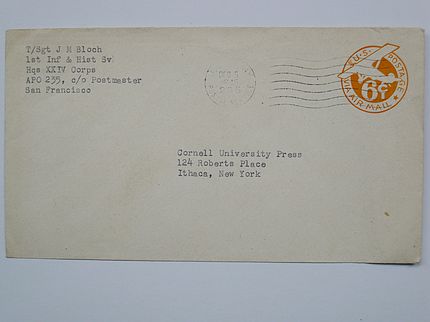 T/Sgt J M Bloch
1st Inf & Hist Sv
Hqs XXIV Corps
APO 235, c/o Postmaster
San Francisco
U.S. POSTAGE
6¢
VIA AIR MAIL
Cornell University Press
124 Roberts Place
Ithaca, New York